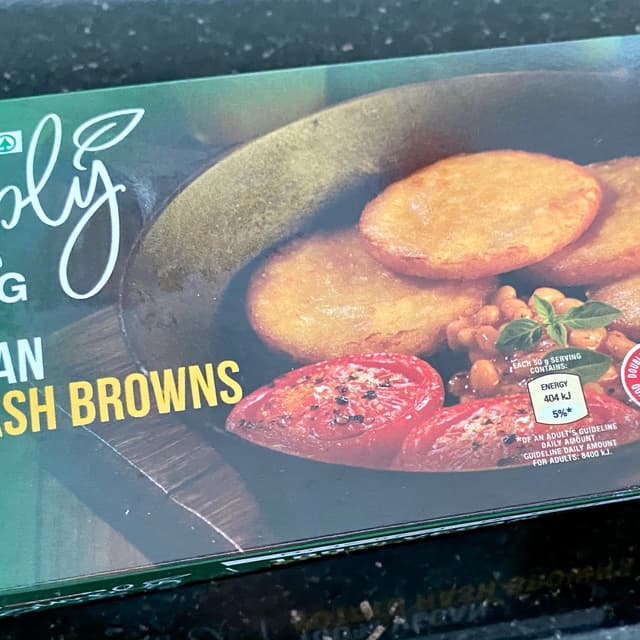 ply
G
AN
ASH BROWNS
EACH 50 g SERVING
CONTAINS:
ENERGY
404 kJ
5%*
*OF AN ADULT'S GUIDELINE
DAILY AMOUNT
GUIDELINE DAILY AMOUNT
FOR ADULTS: 8400 KJ.